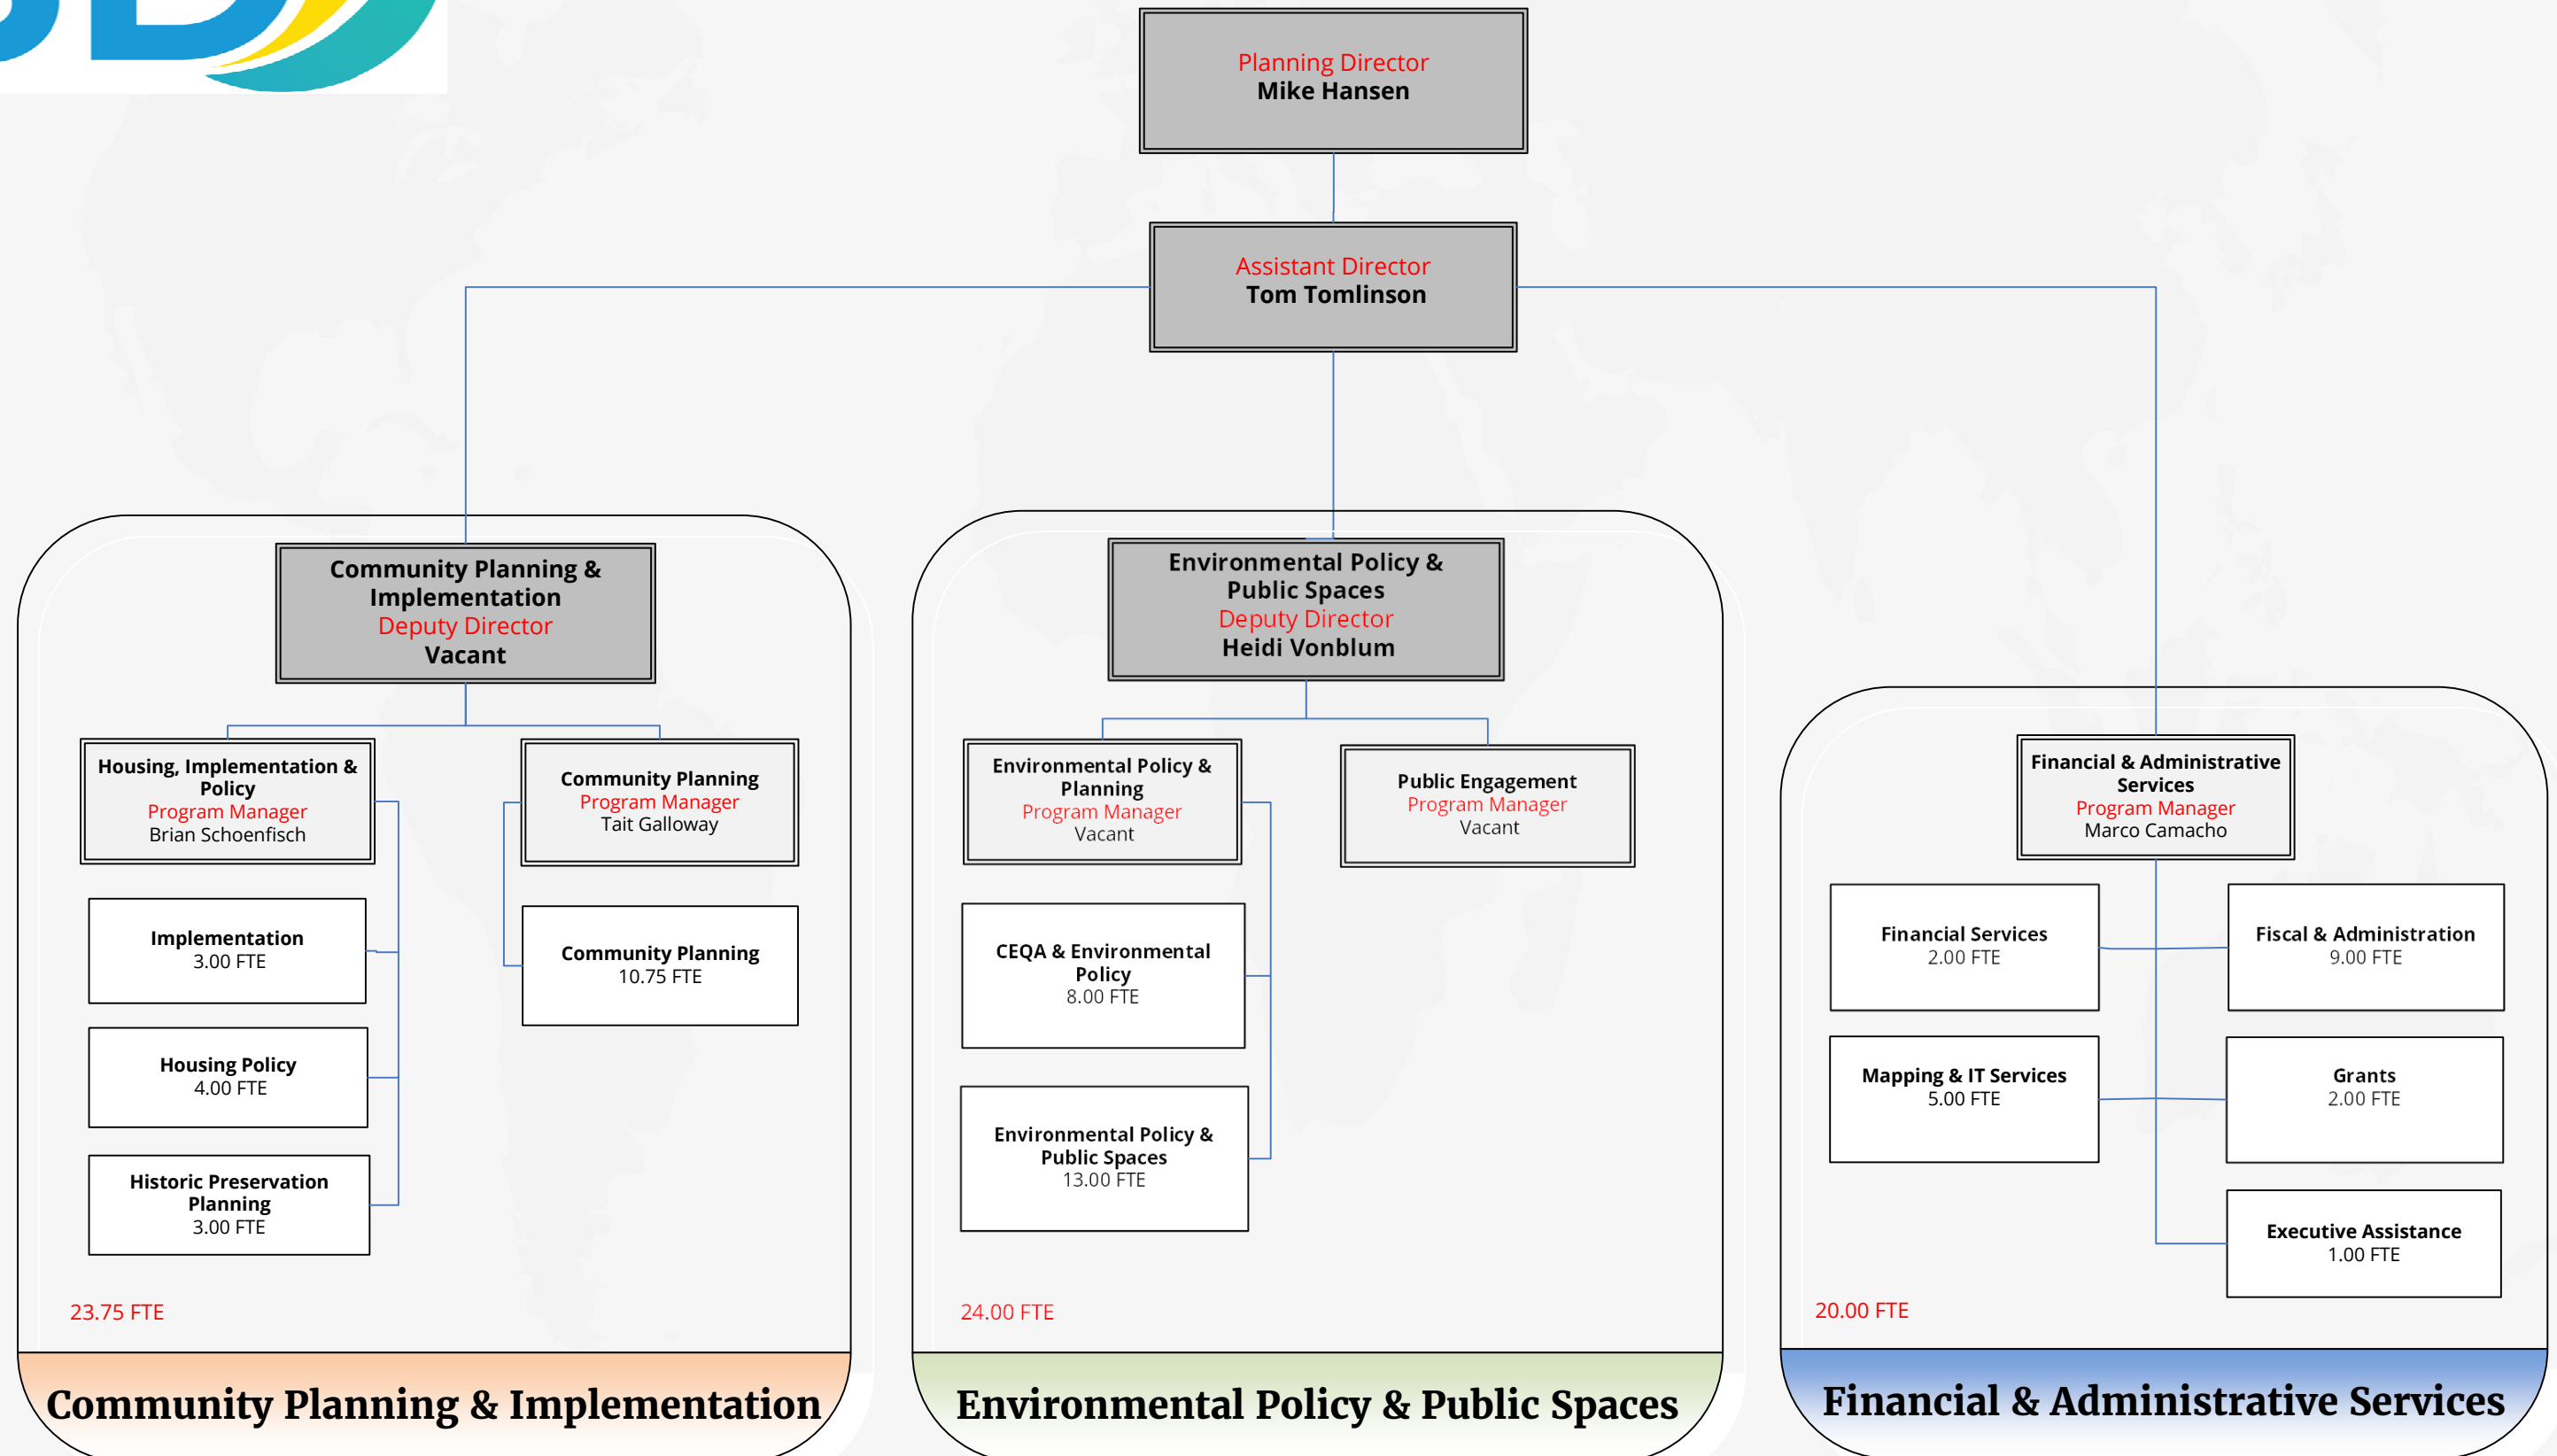 Planning Director
Mike Hansen
Assistant Director
Tom Tomlinson
Community Planning &
Implementation
Deputy Director
Vacant
Housing, Implementation &
Policy
Program Manager
Brian Schoenfisch
Community Planning
Program Manager
Tait Galloway
Implementation
3.00 FTE
Community Planning
10.75 FTE
Housing Policy
4.00 FTE
Historic Preservation
Planning
3.00 FTE
23.75 FTE
Community Planning & Implementation
Environmental Policy &
Public Spaces
Deputy Director
Heidi Vonblum
Environmental Policy &
Planning
Program Manager
Vacant
Public Engagement
Program Manager
Vacant
CEQA & Environmental
Policy
8.00 FTE
Environmental Policy &
Public Spaces
13.00 FTE
24.00 FTE
Environmental Policy & Public Spaces
Financial & Administrative
Services
Program Manager
Marco Camacho
Financial Services
2.00 FTE
Fiscal & Administration
9.00 FTE
Mapping & IT Services
5.00 FTE
Grants
2.00 FTE
Executive Assistance
1.00 FTE
20.00 FTE
Financial & Administrative Services